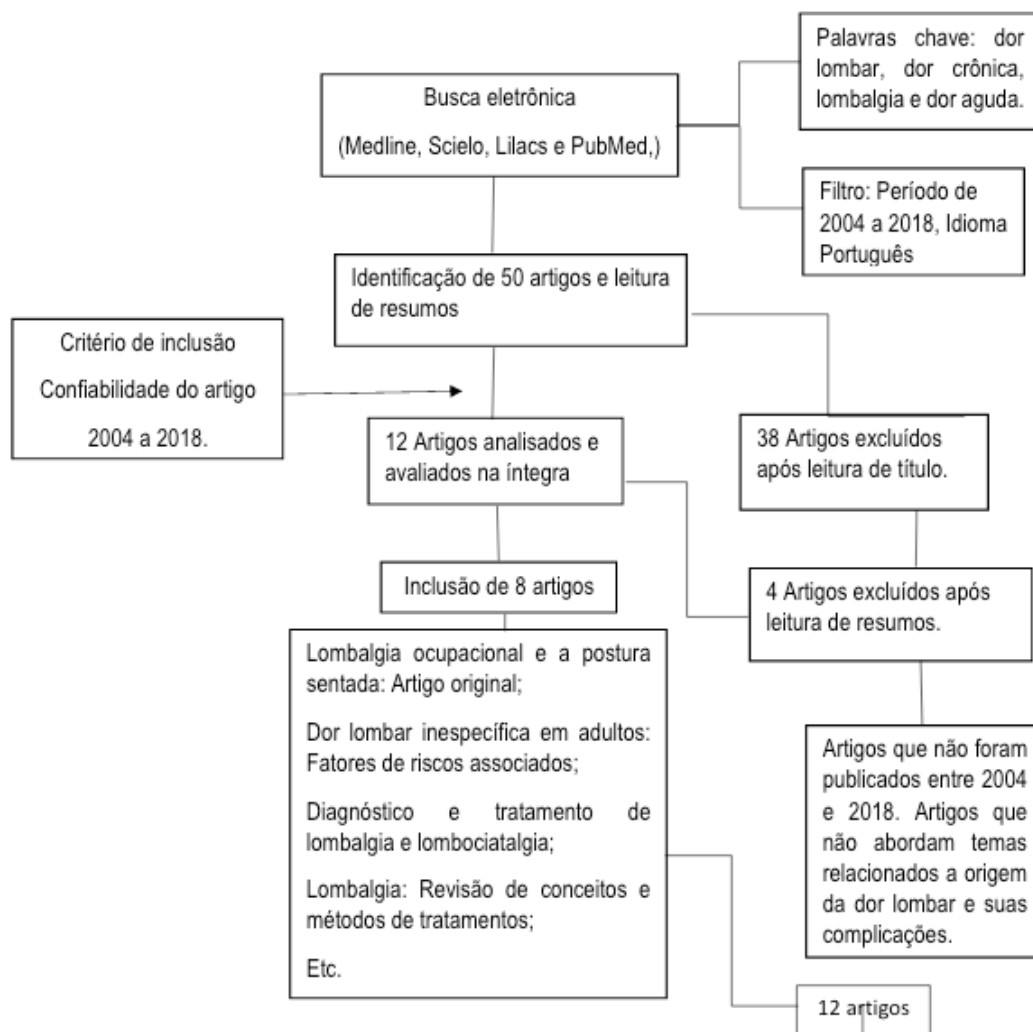 Palavras chave: dor
lombar, dor crônica,
lombalgia e dor aguda.
Busca eletrônica
(Medline, Scielo, Lilacs e PubMed,)
Filtro: Período de
2004 a 2018, Idioma
Português
Identificação de 50 artigos e leitura
de resumos
Critério de inclusão
Confiabilidade do artigo
2004 a 2018.
12 Artigos analisados e
avaliados na íntegra
38 Artigos excluídos
após leitura de título.
Inclusão de 8 artigos
4 Artigos excluídos após
leitura de resumos.
Lombalgia ocupacional e a postura
sentada: Artigo original;
Dor lombar inespecífica em adultos:
Fatores de riscos associados;
Diagnóstico e tratamento de
lombalgia e lombociatalgia;
Lombalgia: Revisão de conceitos e
métodos de tratamentos;
Etc.
Artigos que não foram
publicados entre 2004
e 2018. Artigos que
não abordam temas
relacionados a origem
da dor lombar e suas
complicações.
12 artigos